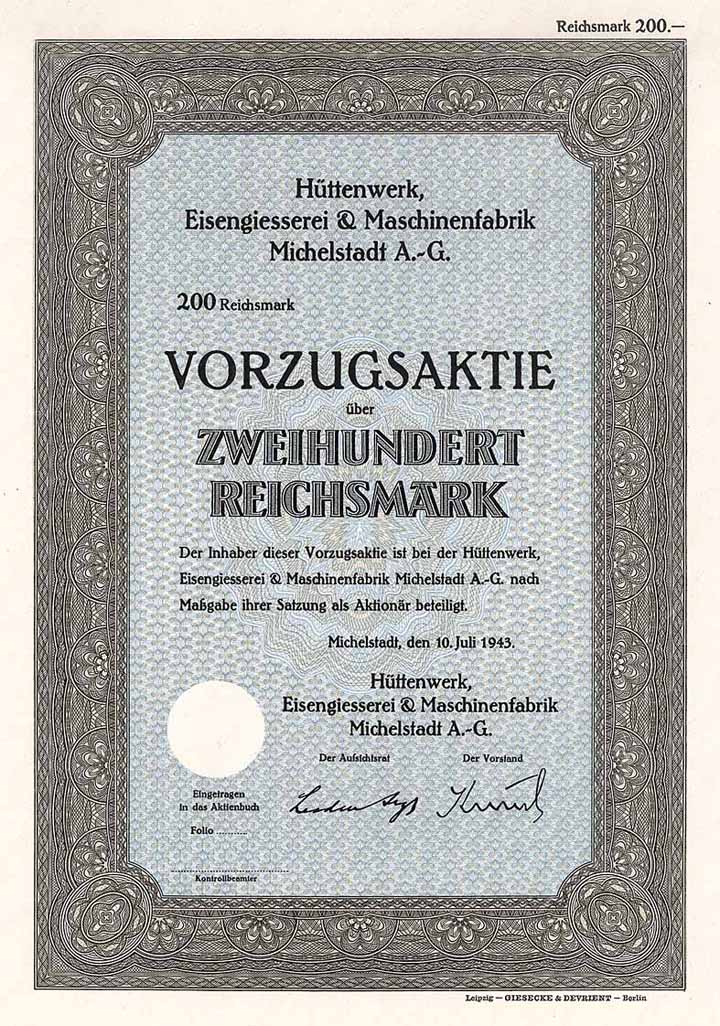 Reichsmark 200.—
Hüttenwerk,
Eisengiesserei & Maschinenfabrik
Michelstadt A.-G.
200 Reichsmark
VORZUGSAKTIE
über
ZWEIHUNDERT
REICHSMARK
Der Inhaber dieser Vorzugsaktie ist bei der Hüttenwerk,
Eisengiesserei & Maschinenfabrik Michelstadt A.-G. nach
Maßgabe ihrer Satzung als Aktionär beteiligt.
Michelstadt, den 10. Juli 1943.
Hüttenwerk,
Eisengiesserei & Maschinenfabrik
Michelstadt A.-G.
Der Aufsichtsrat Der Vorstand
Eingetragen
in das Aktienbuch
Folio ..........
Kontrollbeamter
Leipzig — GIESECKE & DEVRIENT — Berlin